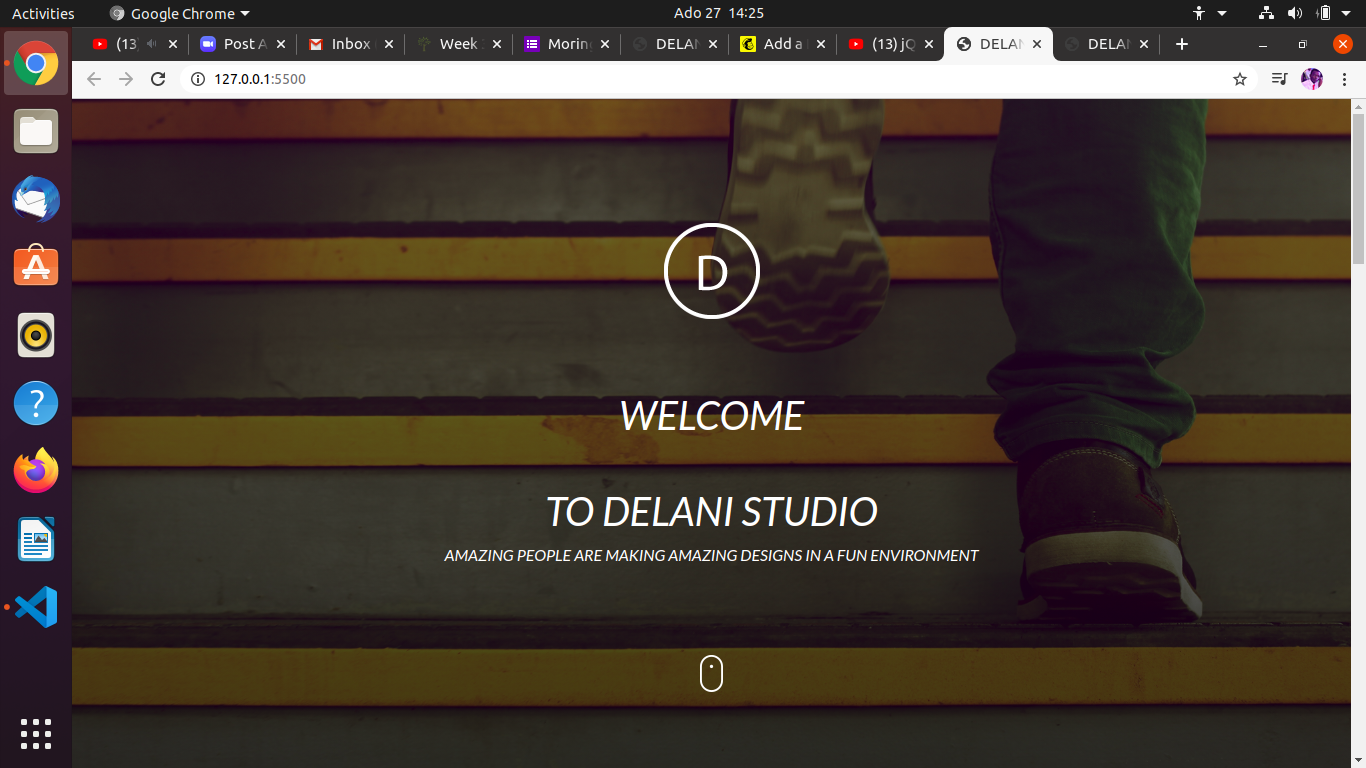 Activities Google Chrome Ado 27 14:25
(13) Post A Inbox Week Moring DELAN Add a (13) jQ DELAN DELAN
127.0.0.1:5500
D
WELCOME
TO DELANI STUDIO
AMAZING PEOPLE ARE MAKING AMAZING DESIGNS IN A FUN ENVIRONMENT